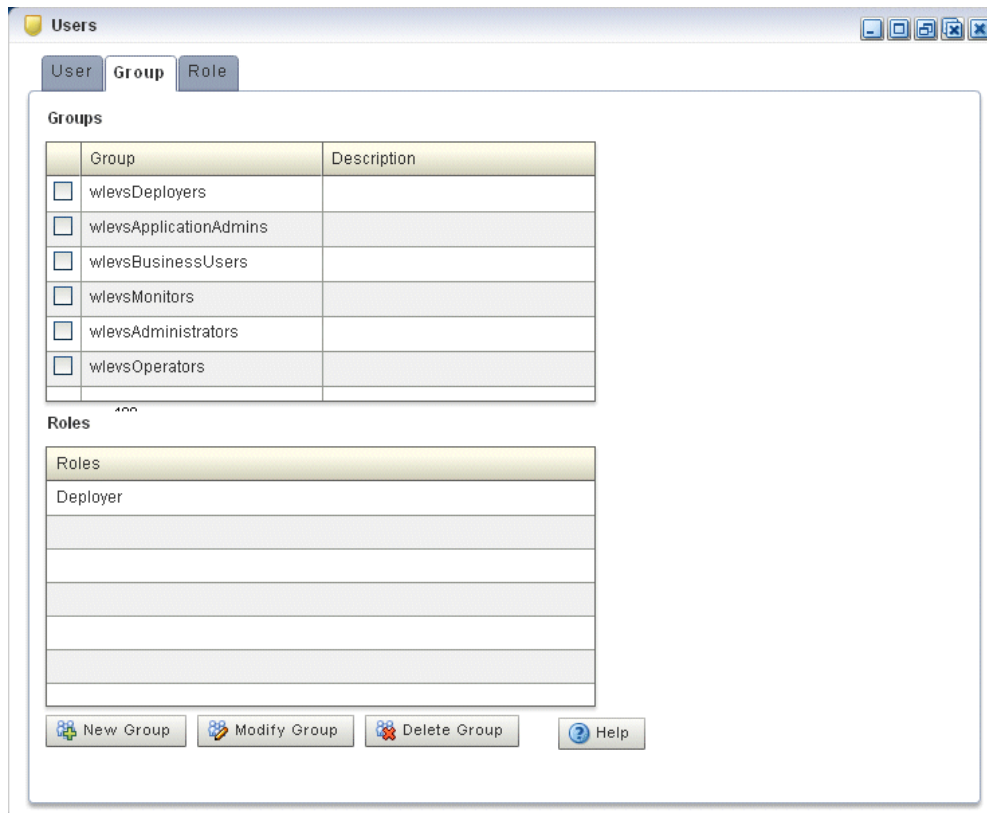 Users
User Group Role
Groups
Group Description
wlevsDeployers
wlevsApplicationAdmins
wlevsBusinessUsers
wlevsMonitors
wlevsAdministrators
wlevsOperators
Roles
Roles
Deployer
New Group Modify Group Delete Group Help